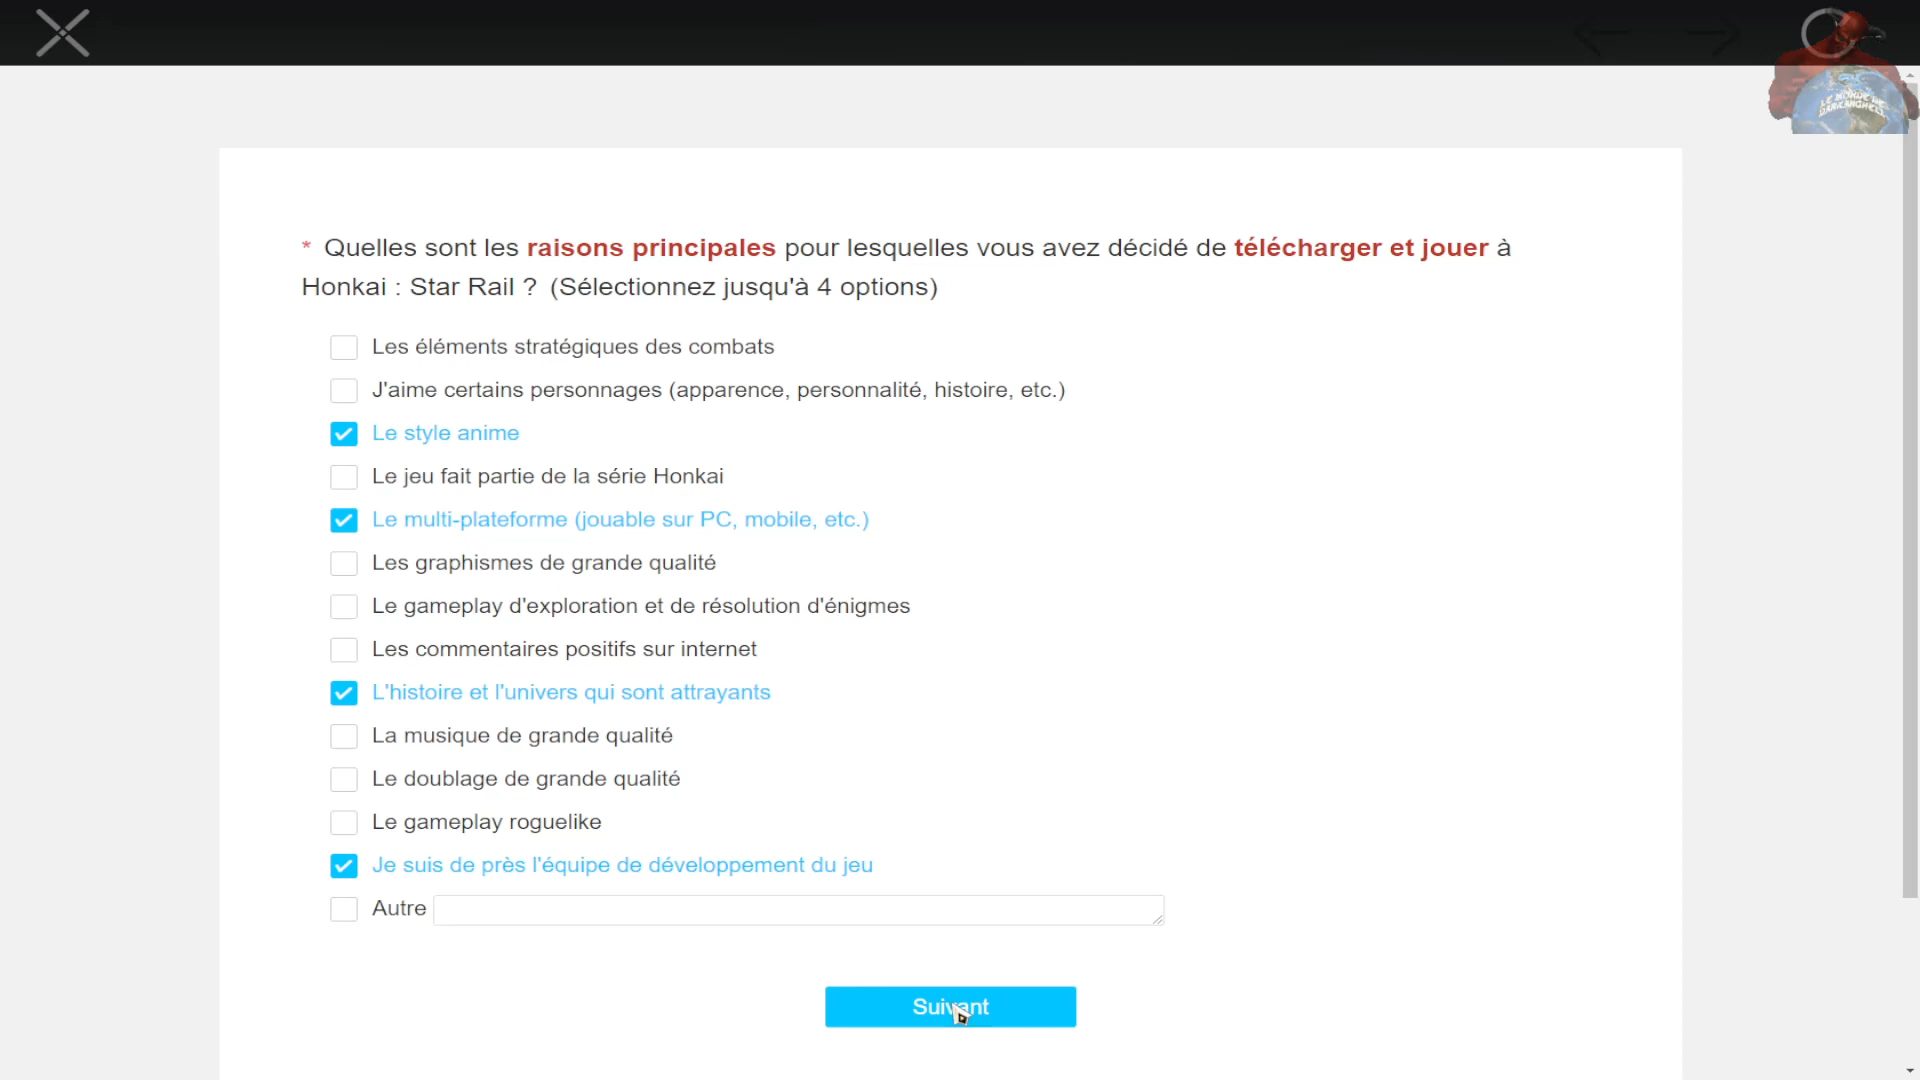 LE MONDE DE
* Quelles sont les raisons principales pour lesquelles vous avez décidé de télécharger et jouer à
Honkai : Star Rail ? (Sélectionnez jusqu'à 4 options)
Les éléments stratégiques des combats
J'aime certains personnages (apparence, personnalité, histoire, etc.)
Le style anime
Le jeu fait partie de la série Honkai
Le multi-plateforme (jouable sur PC, mobile, etc.)
Les graphismes de grande qualité
Le gameplay d'exploration et de résolution d'énigmes
Les commentaires positifs sur internet
L'histoire et l'univers qui sont attrayants
La musique de grande qualité
Le doublage de grande qualité
Le gameplay roguelike
Je suis de près l'équipe de développement du jeu
Autre
Suivant